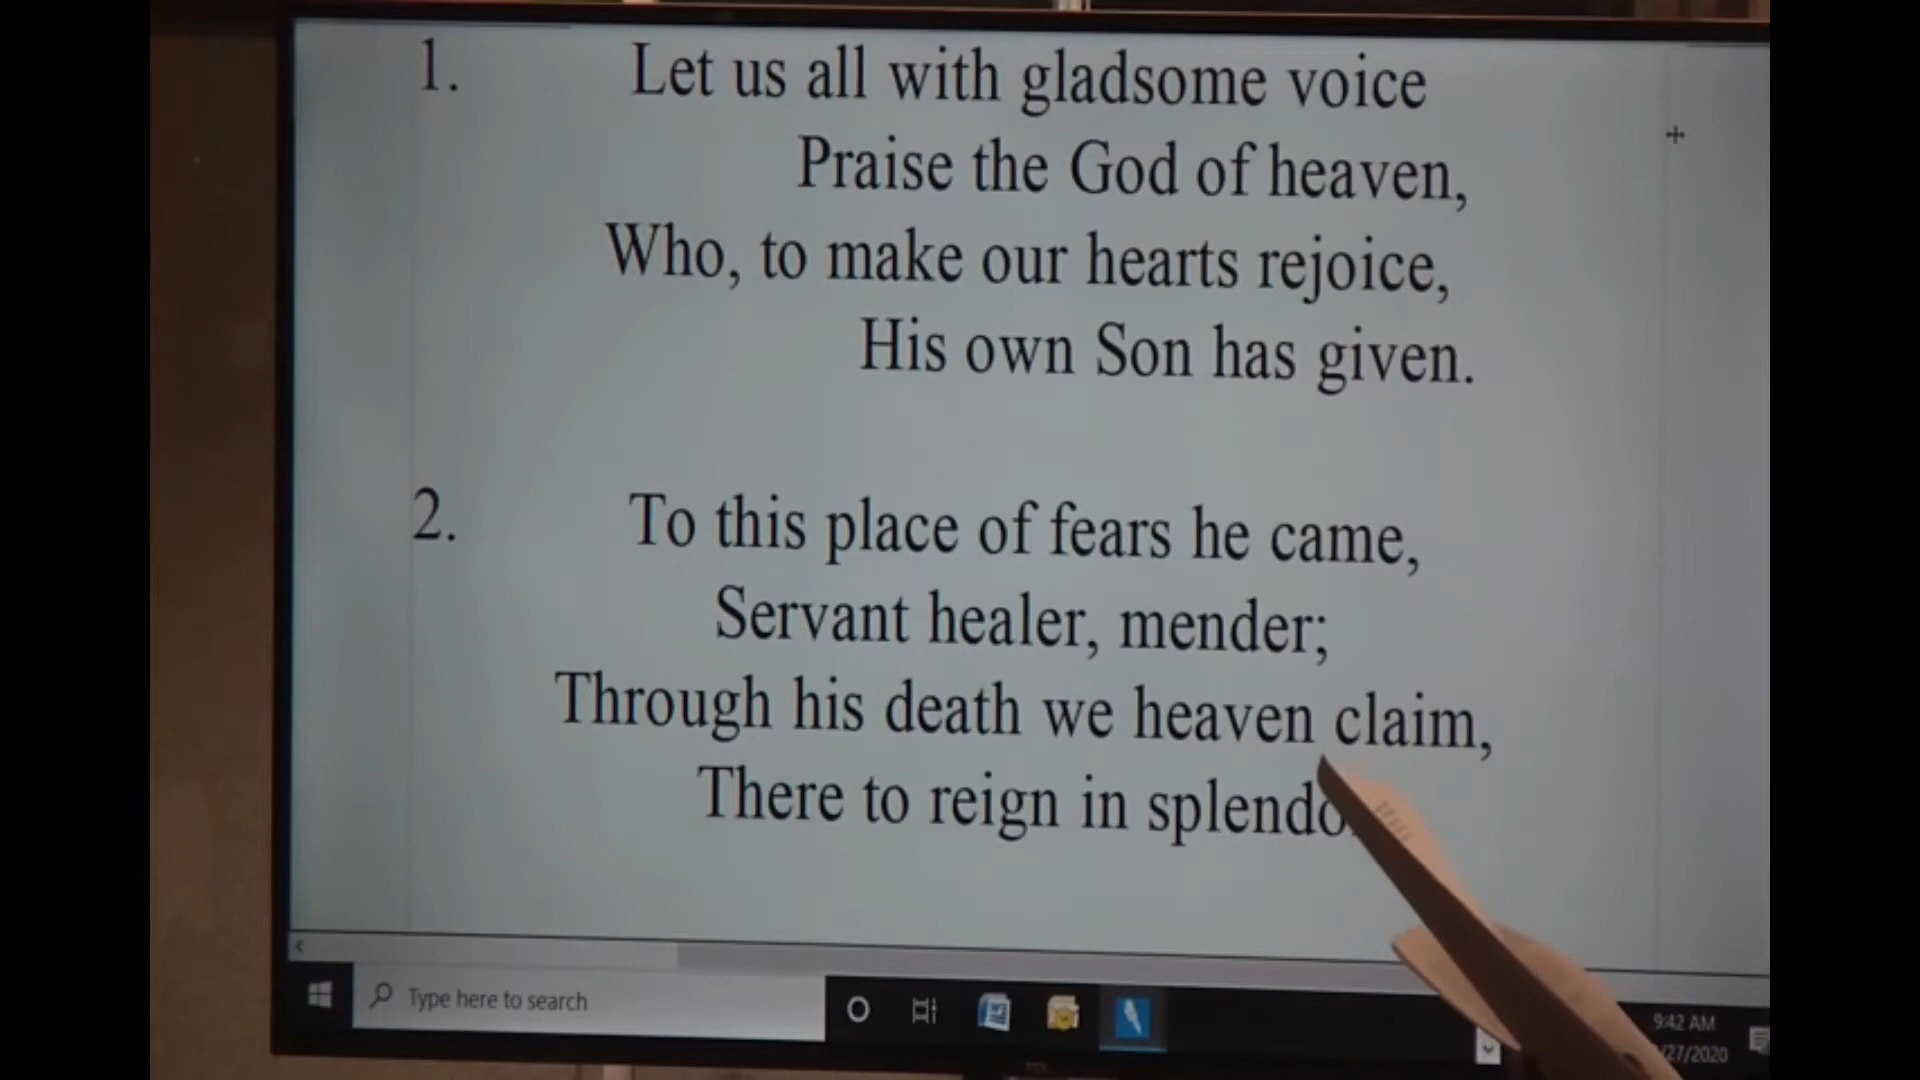 1. Let us all with gladsome voice
Praise the God of heaven,
Who, to make our hearts rejoice,
His own Son has given.
2. To this place of fears he came,
Servant healer, mender;
Through his death we heaven claim,
There to reign in
Type here to search
9:42 AM
/27/2020